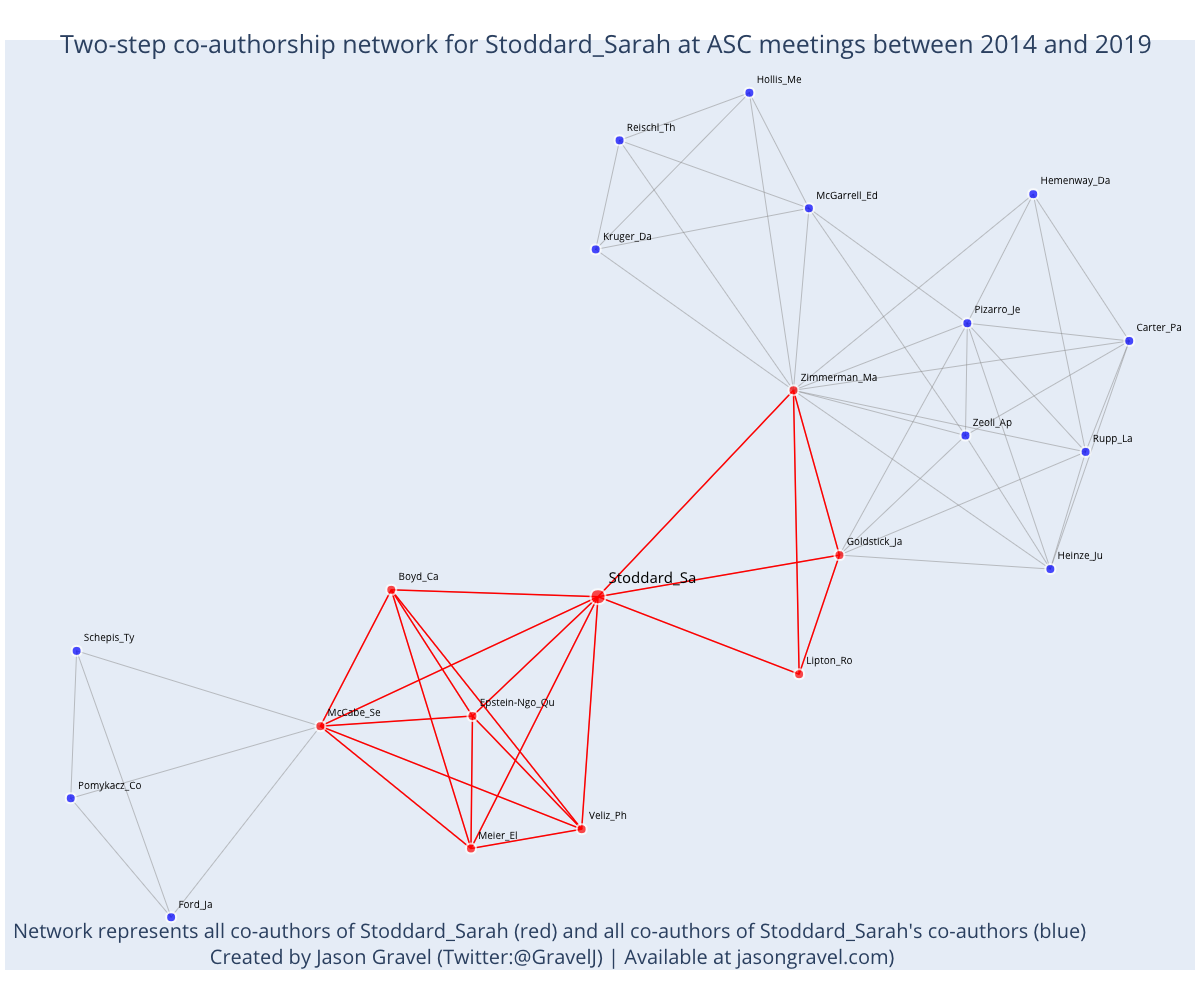 Two-step co-authorship network for Stoddard_Sarah at ASC meetings between 2014 and 2019
Hollis_Me
Reischl_Th
Hemenway_Da
McGarrell_Ed
Kruger_Da
Pizarro_Je
Carter_Pa
Zimmerman_Ma
Zeoli_Ap
Rupp_La
Goldstick_Ja
Heinze_Ju
Boyd_Ca
Stoddard_Sa
Schepis_Ty
Lipton_Ro
Epstein-Ngo_Qu
McCabe_Se
Pomykacz_Co
Veliz_Ph
Meier_El
Ford_Ja
Network represents all co-authors of Stoddard_Sarah (red) and all co-authors of Stoddard_Sarah's co-authors (blue)
Created by Jason Gravel (Twitter:@GravelJ) | Available at jasongravel.com)